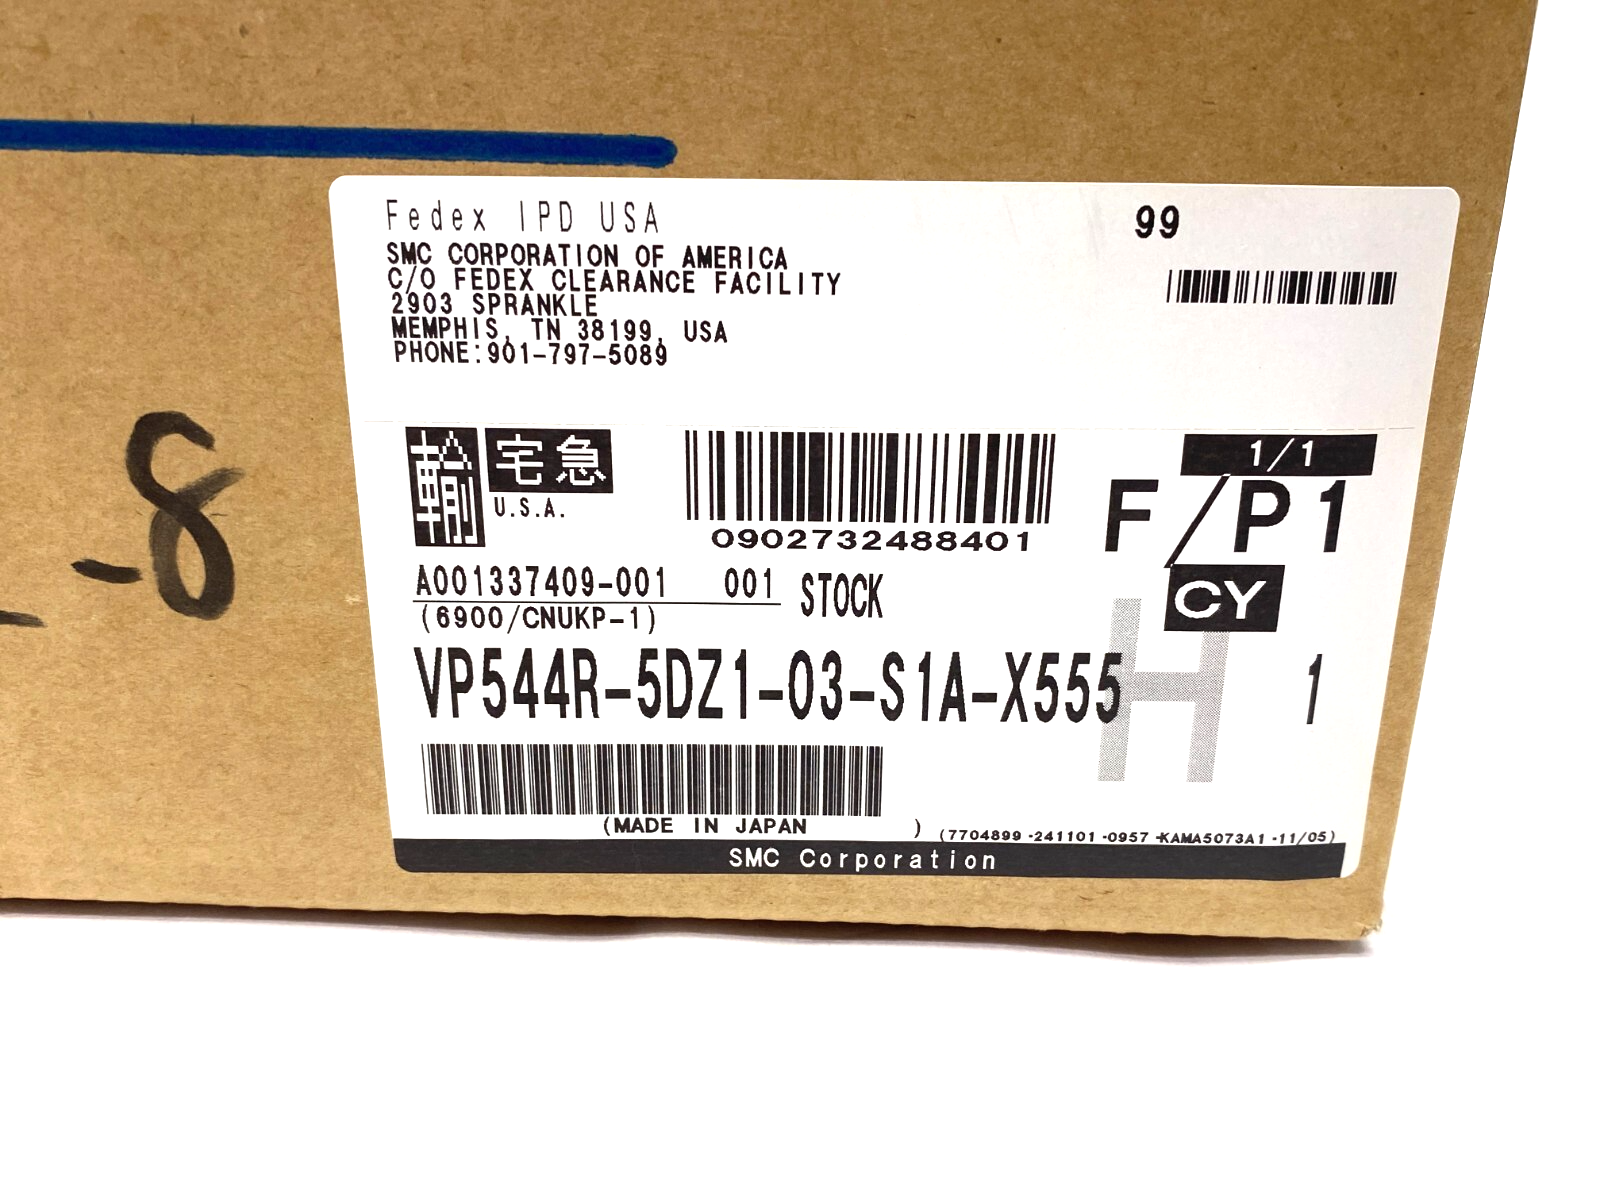 Fedex IPD USA
99
SMC CORPORATION OF AMERICA
C/O FEDEX CLEARANCE FACILITY
2903 SPRANKLE
MEMPHIS, TN 38199, USA
PHONE:901-797-5089
宅急
U.S.A.
0902732488401
1/1
F/P1
CY
A001337409-001 001 STOCK
(6900/CNUKP-1)
H
VP544R-5DZ1-03-S1A-X555 1
(MADE IN JAPAN )
(7704899-241101-0957-KAMA5073A1-11/05)
SMC Corporation
-8